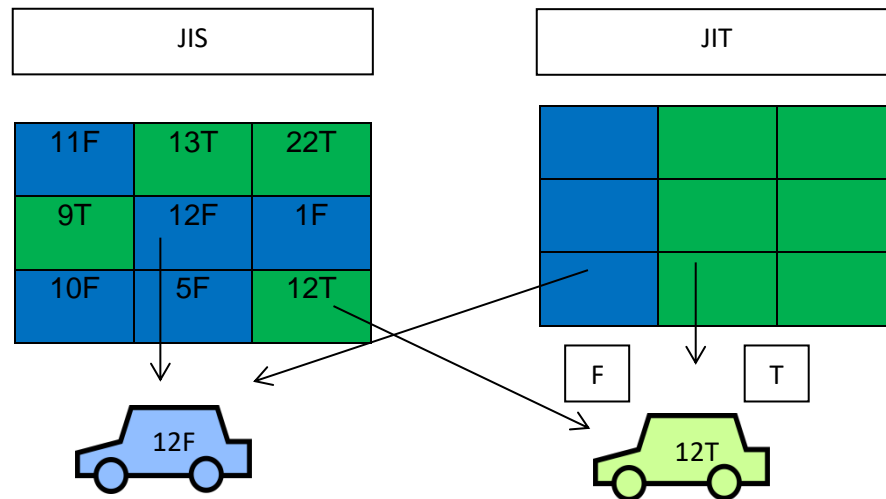 JIS
JIT
11F 13T 22T
9T 12F 1F
10F 5F 12T
F
T
12F
12T